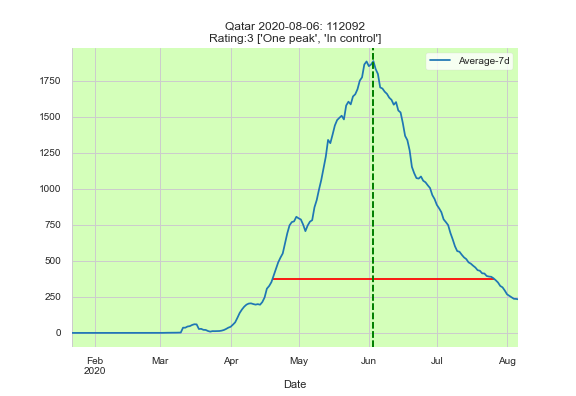 Qatar 2020-08-06: 112092
Rating:3 ['One peak', 'In control']
Average-7d
1750
1500
1250
1000
750
500
250
0
Feb
2020
Mar
Apr
May
Jun
Jul
Aug
Date